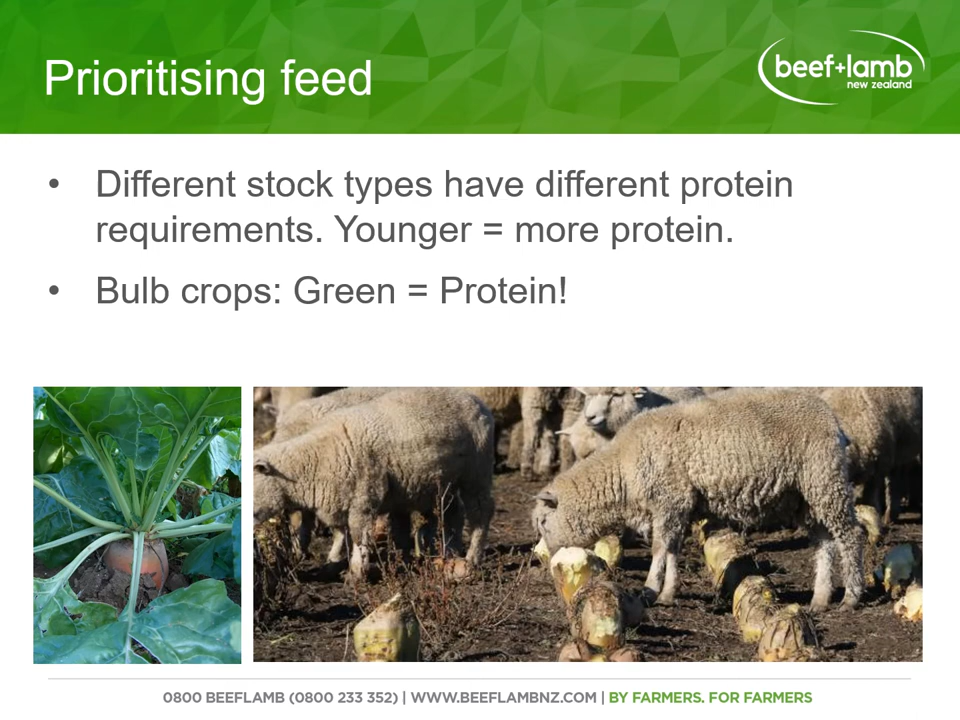 Prioritising feed
beef+lamb
new zealand
• Different stock types have different protein
requirements. Younger = more protein.
• Bulb crops: Green = Protein!
0800 BEEFLAMB (0800 233 352) | WWW.BEEFLAMBNZ.COM | BY FARMERS. FOR FARMERS